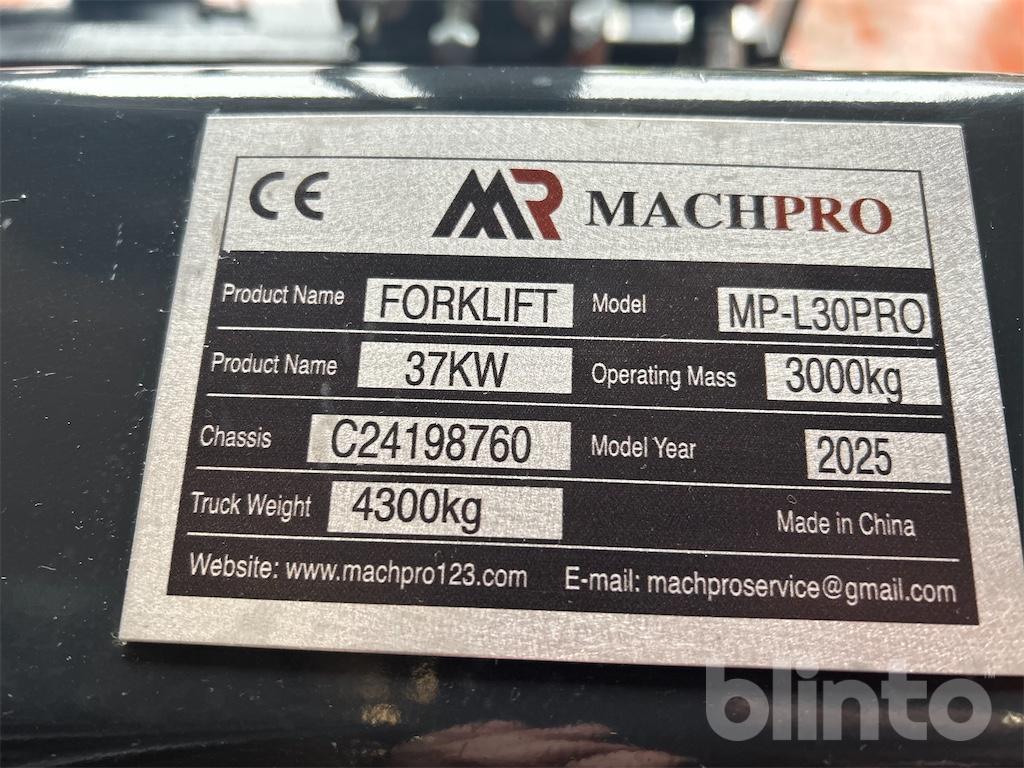 CE MR MACHPRO
Product Name FORKLIFT Model MP-L30PRO
Product Name 37KW Operating Mass 3000kg
Chassis C24198760 Model Year 2025
Truck Weight 4300kg Made in China
Website: www.machpro123.com E-mail: machproservice@gmail.com
blinto